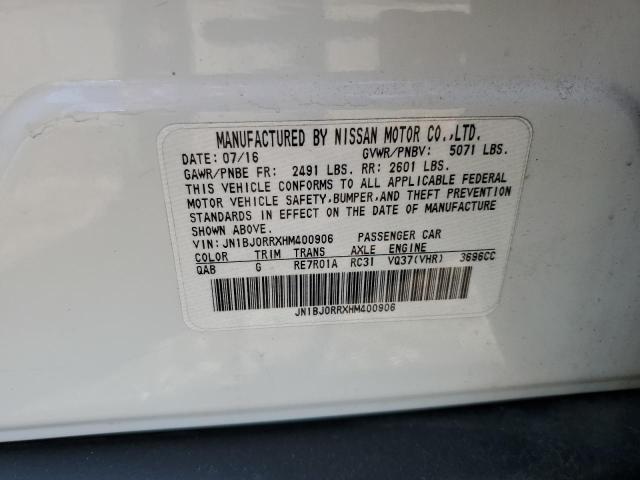 MANUFACTURED BY NISSAN MOTOR CO.,LTD.
DATE: 07/16 GVWR/PNBV: 5071 LBS.
GAWR/PNBE FR: 2491 LBS. RR: 2601 LBS.
THIS VEHICLE CONFORMS TO ALL APPLICABLE FEDERAL
MOTOR VEHICLE SAFETY,BUMPER,AND THEFT PREVENTION
STANDARDS IN EFFECT ON THE DATE OF MANUFACTURE
SHOWN ABOVE.
VIN: JN1BJ0RRXHM400906 PASSENGER CAR
COLOR TRIM TRANS AXLE ENGINE
QAB G RE7R01A RC31 VQ37(VHR) 3696CC
JN1BJ0RRXHM400906